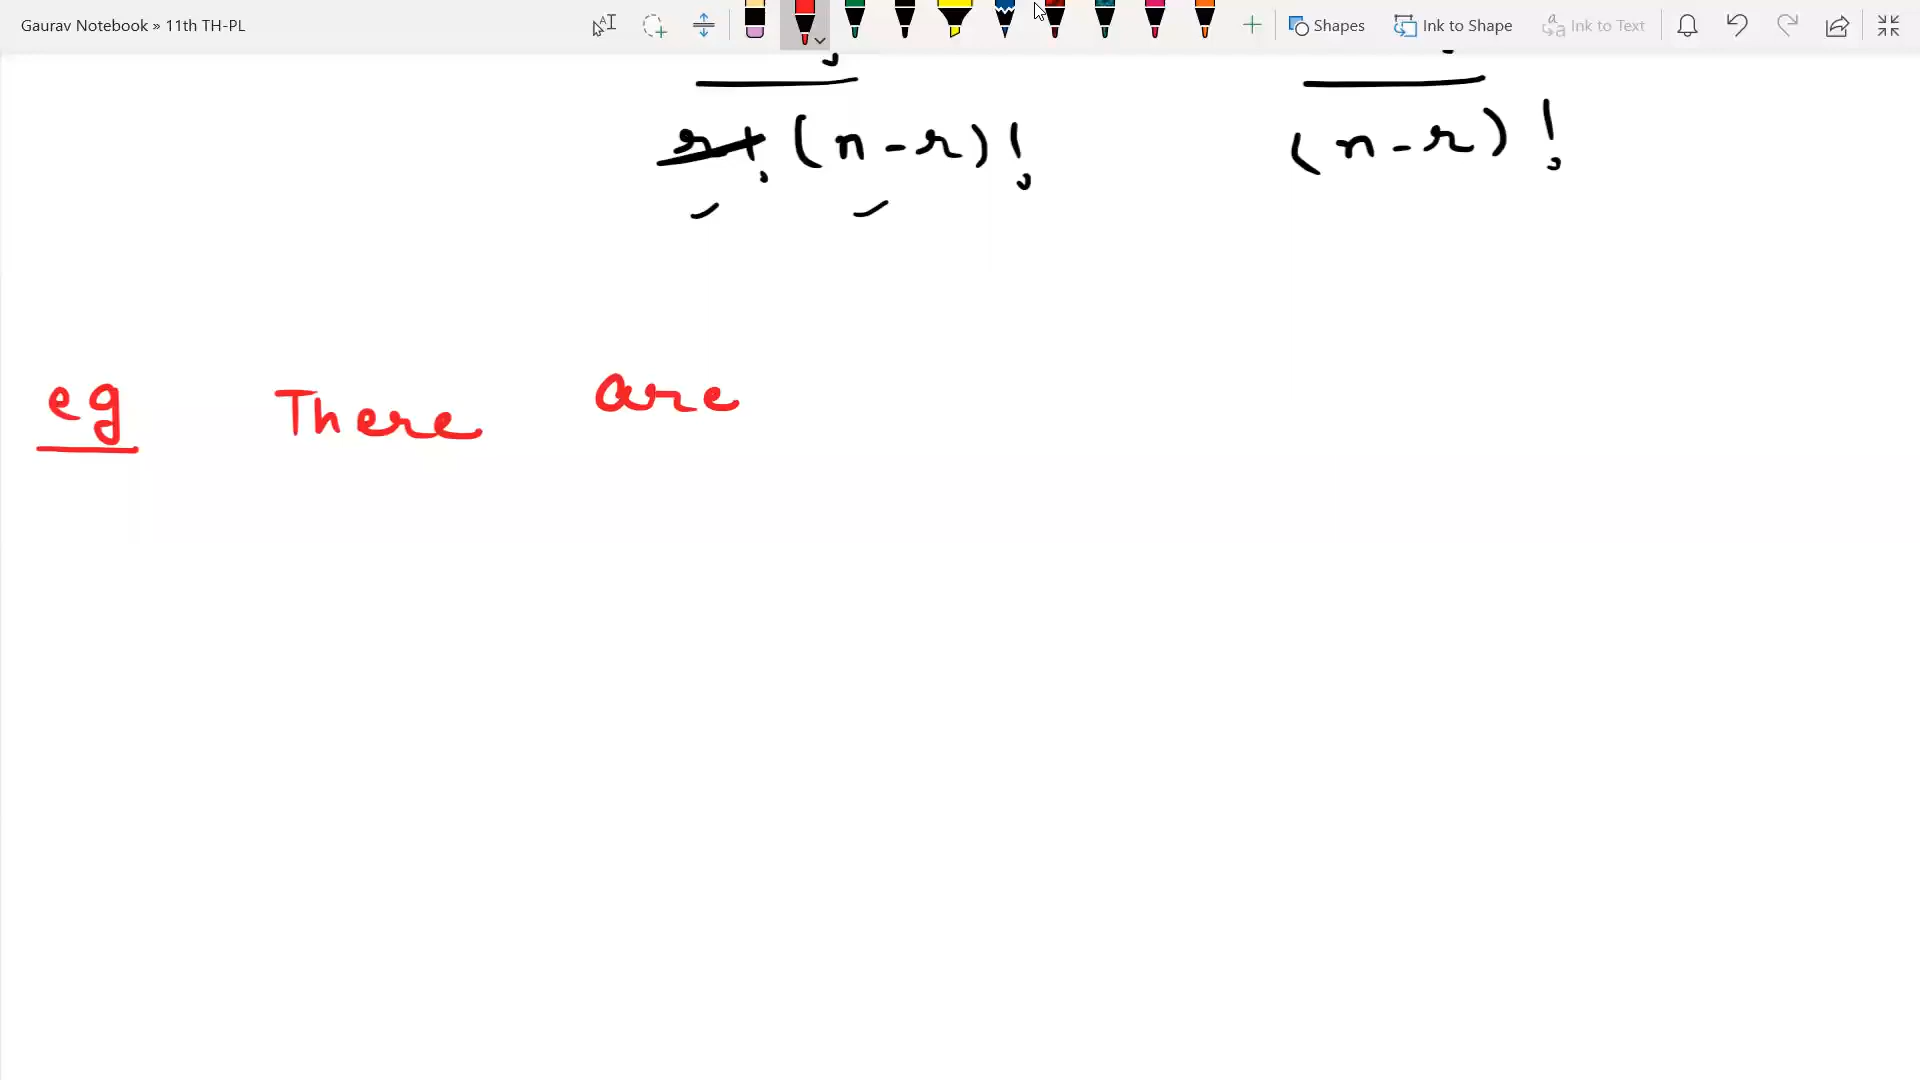 Gaurav Notebook » 11th TH-PL
Shapes
Ink to Shape
Ink to Text
r! (n-r)!
(n-r)!
eg There are